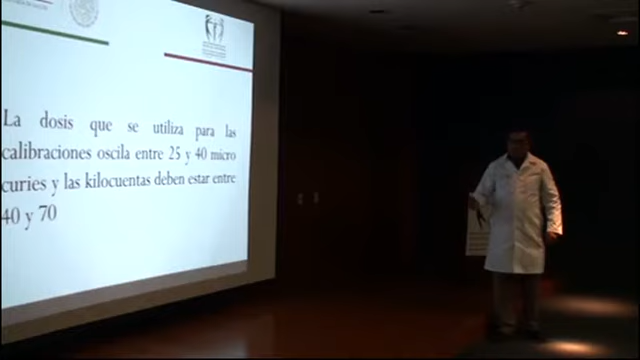 La dosis que se utiliza para las
calibraciones oscila entre 25 y 40 micro
curies y las kilocuentas deben estar entre
40 y 70